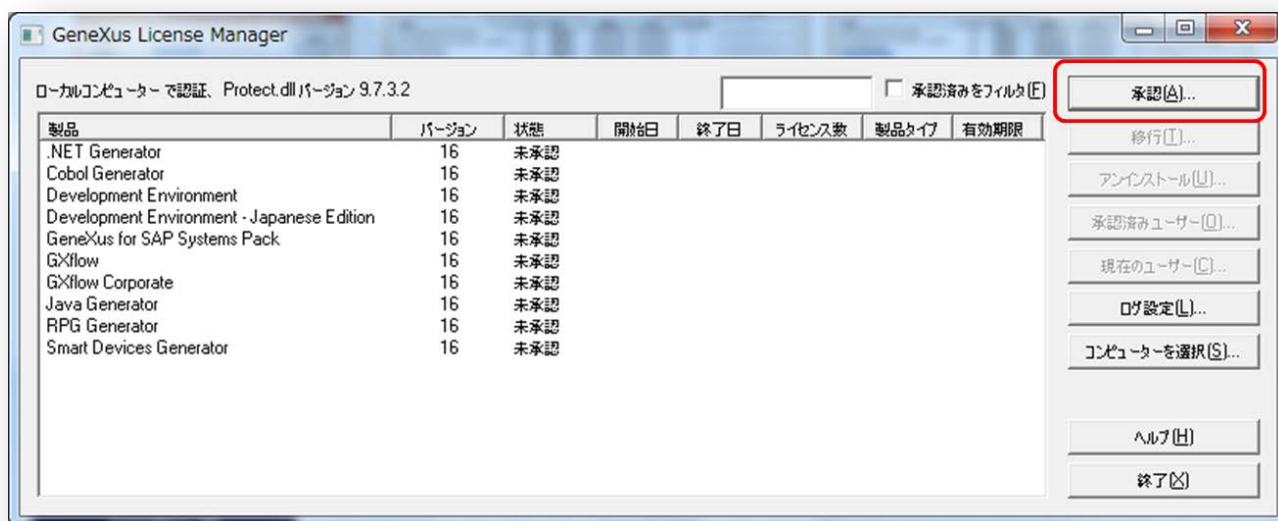 GeneXus License Manager
ローカルコンピューター で認証、Protect.dll バージョン 9.7.3.2
承認済みをフィルタ(F)
承認(A)...
製品 バージョン 状態 開始日 終了日 ライセンス数 製品タイプ 有効期限
移行(T)...
.NET Generator 16 未承認
Cobol Generator 16 未承認
アンインストール(U)...
Development Environment 16 未承認
Development Environment - Japanese Edition 16 未承認
承認済みユーザー(O)...
GeneXus for SAP Systems Pack 16 未承認
GXflow 16 未承認
現在のユーザー(C)...
GXflow Corporate 16 未承認
Java Generator 16 未承認
ログ設定(L)...
RPG Generator 16 未承認
Smart Devices Generator 16 未承認
コンピューターを選択(S)...
ヘルプ(H)
終了(X)